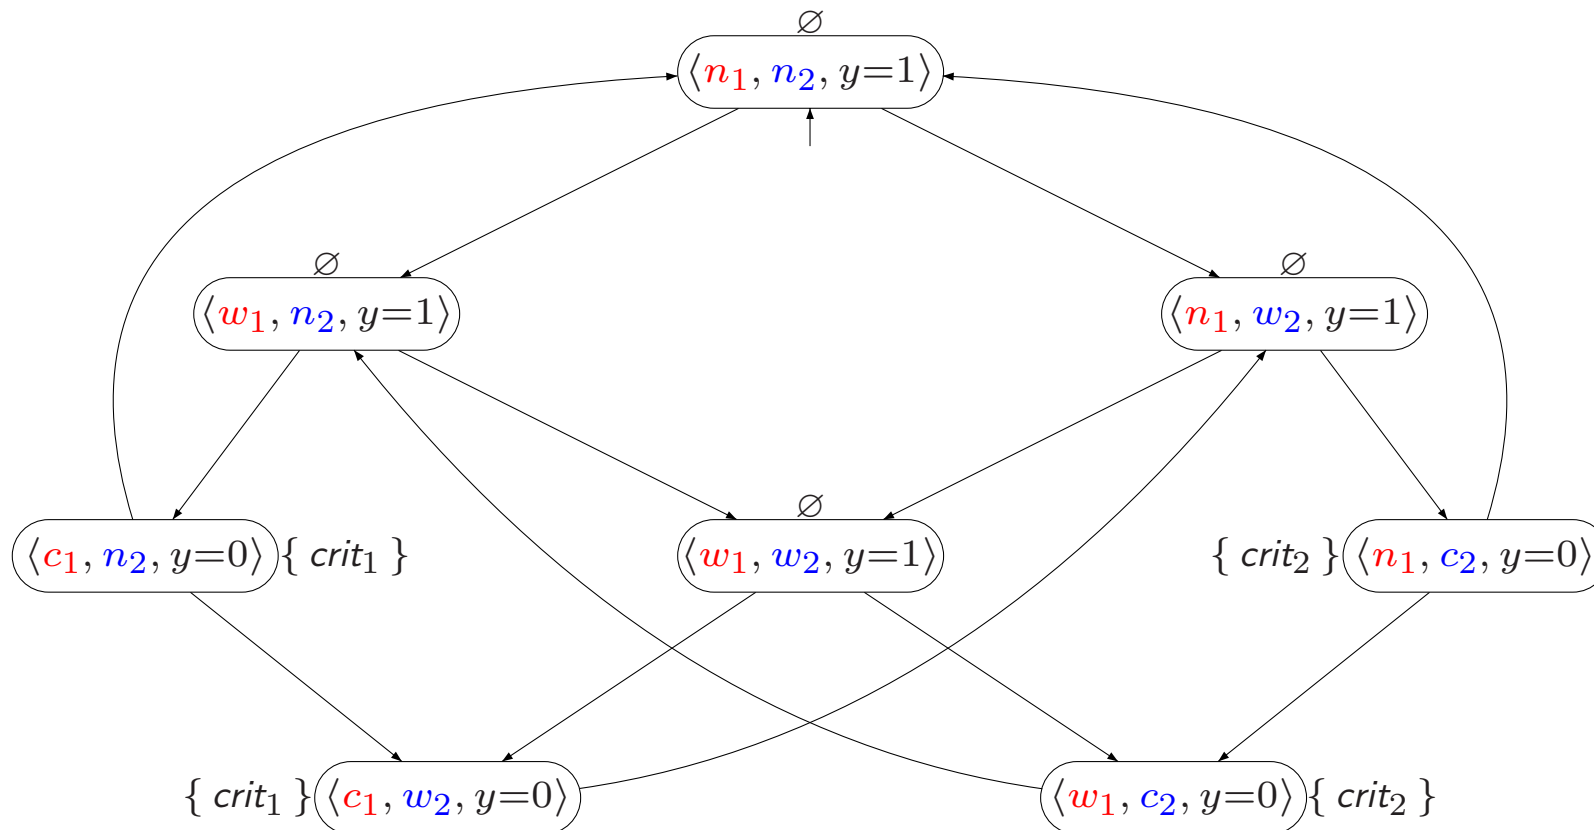 ∅
⟨n₁, n₂, y=1⟩
∅
⟨w₁, n₂, y=1⟩
∅
⟨n₁, w₂, y=1⟩
⟨c₁, n₂, y=0⟩ { crit₁ }
∅
⟨w₁, w₂, y=1⟩
{ crit₂ } ⟨n₁, c₂, y=0⟩
{ crit₁ } ⟨c₁, w₂, y=0⟩
⟨w₁, c₂, y=0⟩ { crit₂ }